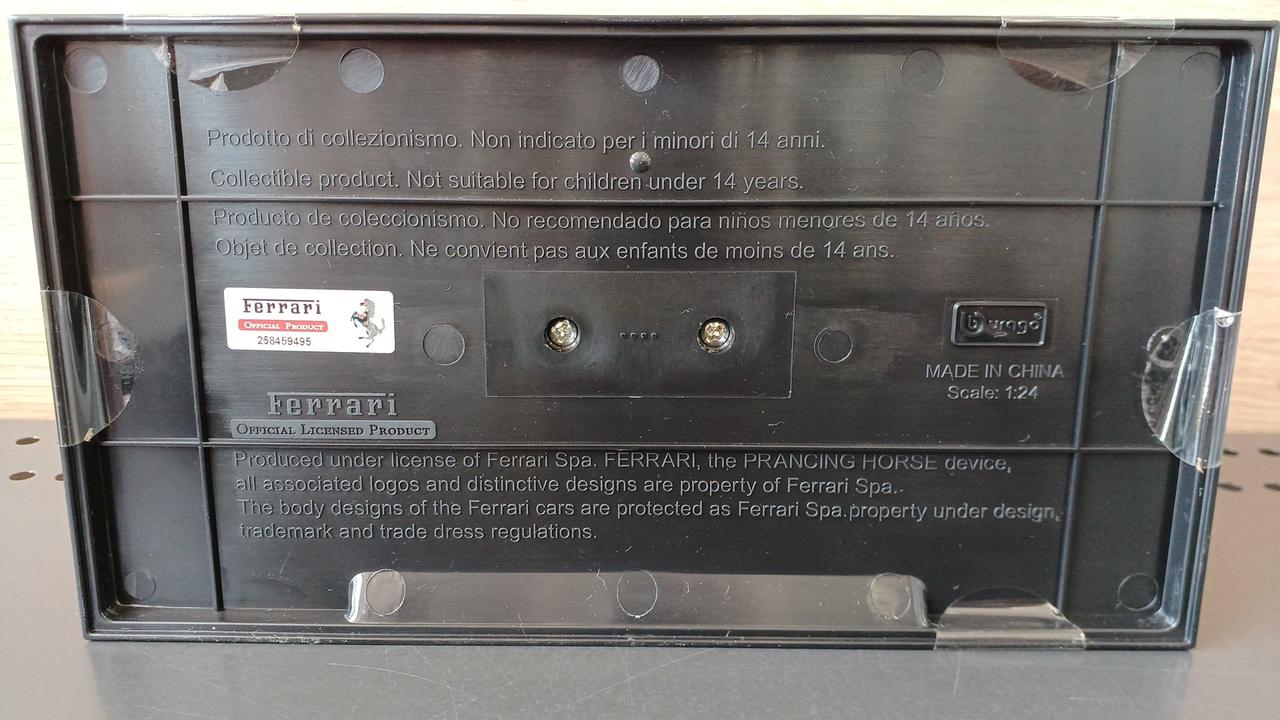 Prodotto di collezionismo. Non indicato per i minori di 14 anni.
Collectible product. Not suitable for children under 14 years.
Producto de coleccionismo. No recomendado para niños menores de 14 años.
Objet de collection. Ne convient pas aux enfants de moins de 14 ans.
Ferrari
OFFICIAL PRODUCT
258459495
burago
MADE IN CHINA
Scale: 1:24
Ferrari
OFFICIAL LICENSED PRODUCT
Produced under license of Ferrari Spa. FERRARI, the PRANCING HORSE device,
all associated logos and distinctive designs are property of Ferrari Spa.
The body designs of the Ferrari cars are protected as Ferrari Spa.property under design,
trademark and trade dress regulations.